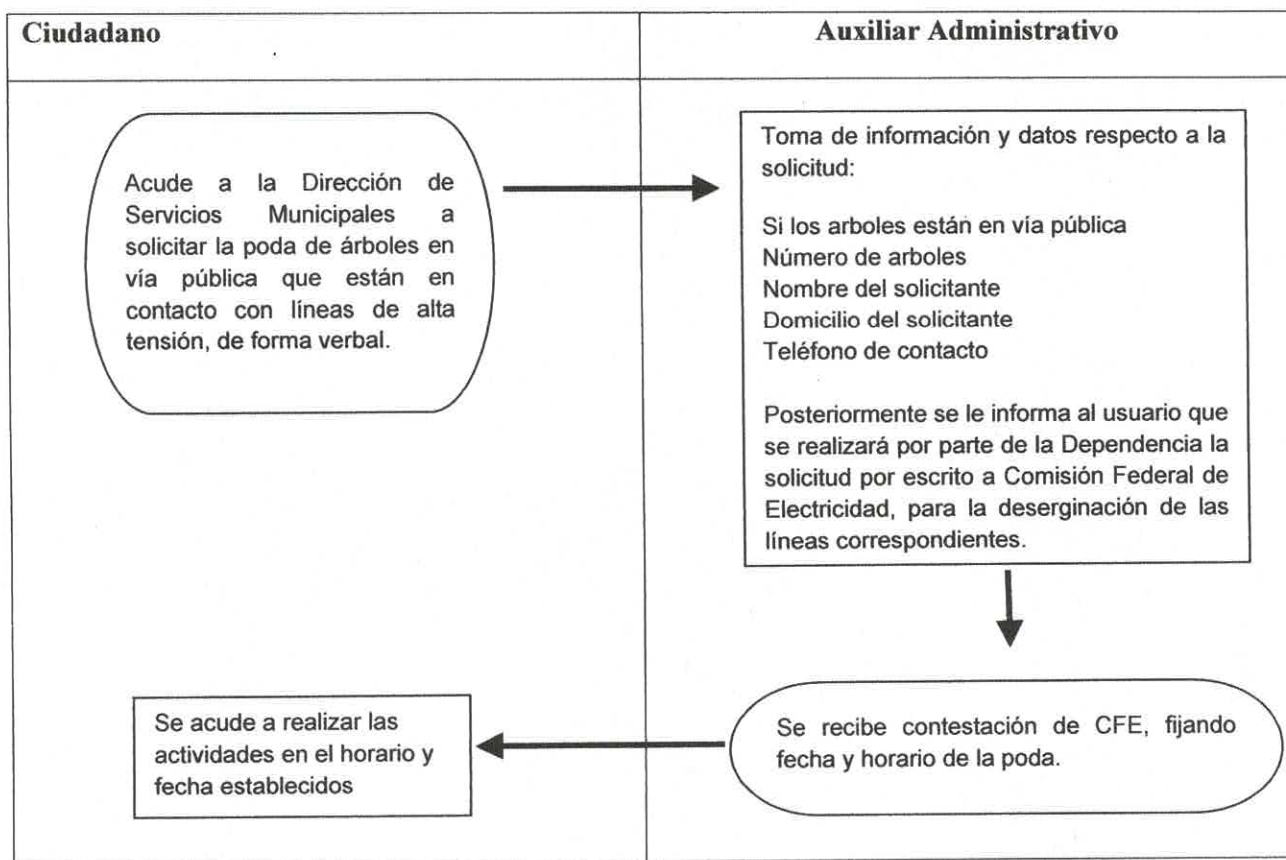 Ciudadano
Auxiliar Administrativo
Acude a la Dirección de
Servicios Municipales a
solicitar la poda de árboles en
vía pública que están en
contacto con líneas de alta
tensión, de forma verbal.
Toma de información y datos respecto a la
solicitud:
Si los arboles están en vía pública
Número de arboles
Nombre del solicitante
Domicilio del solicitante
Teléfono de contacto
Posteriormente se le informa al usuario que
se realizará por parte de la Dependencia la
solicitud por escrito a Comisión Federal de
Electricidad, para la deserginación de las
líneas correspondientes.
Se recibe contestación de CFE, fijando
fecha y horario de la poda.
Se acude a realizar las
actividades en el horario y
fecha establecidos